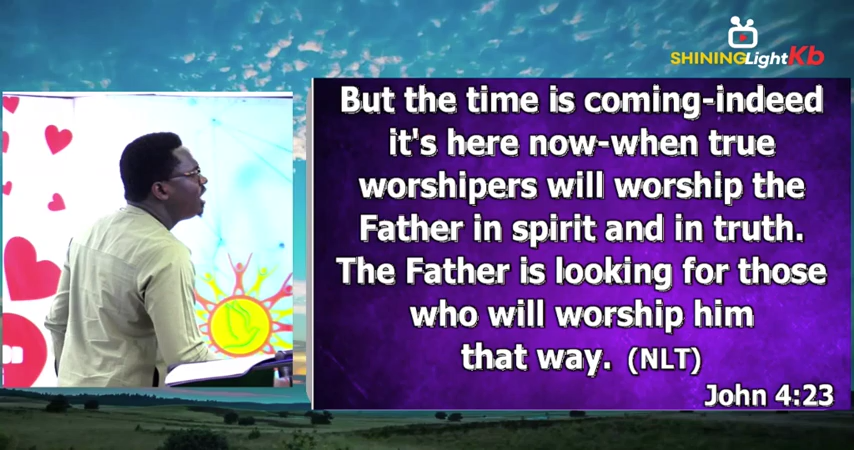 SHININGLightKb
But the time is coming-indeed
it's here now-when true
worshipers will worship the
Father in spirit and in truth.
The Father is looking for those
who will worship him
that way. (NLT)
John 4:23